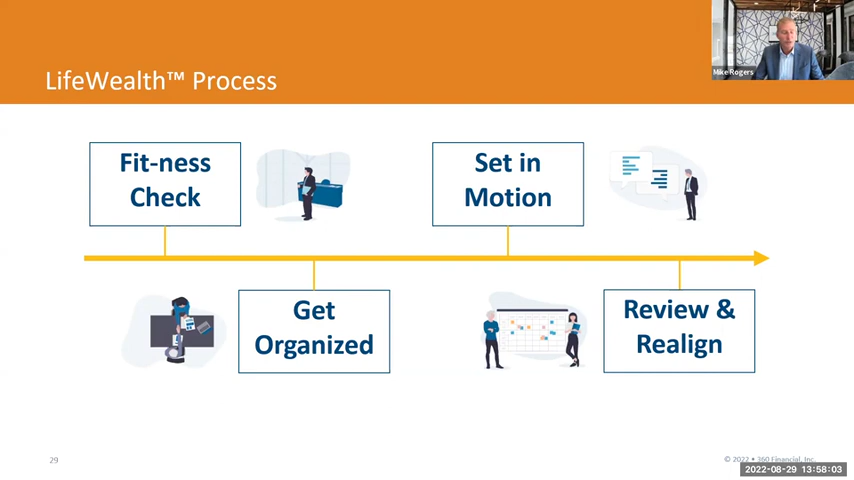 LifeWealth™ Process
Mike Rogers
Fit-ness
Check
Set in
Motion
Get
Organized
Review &
Realign
29
© 2022 • 360 Financial, Inc.
2022-08-29 13:58:03